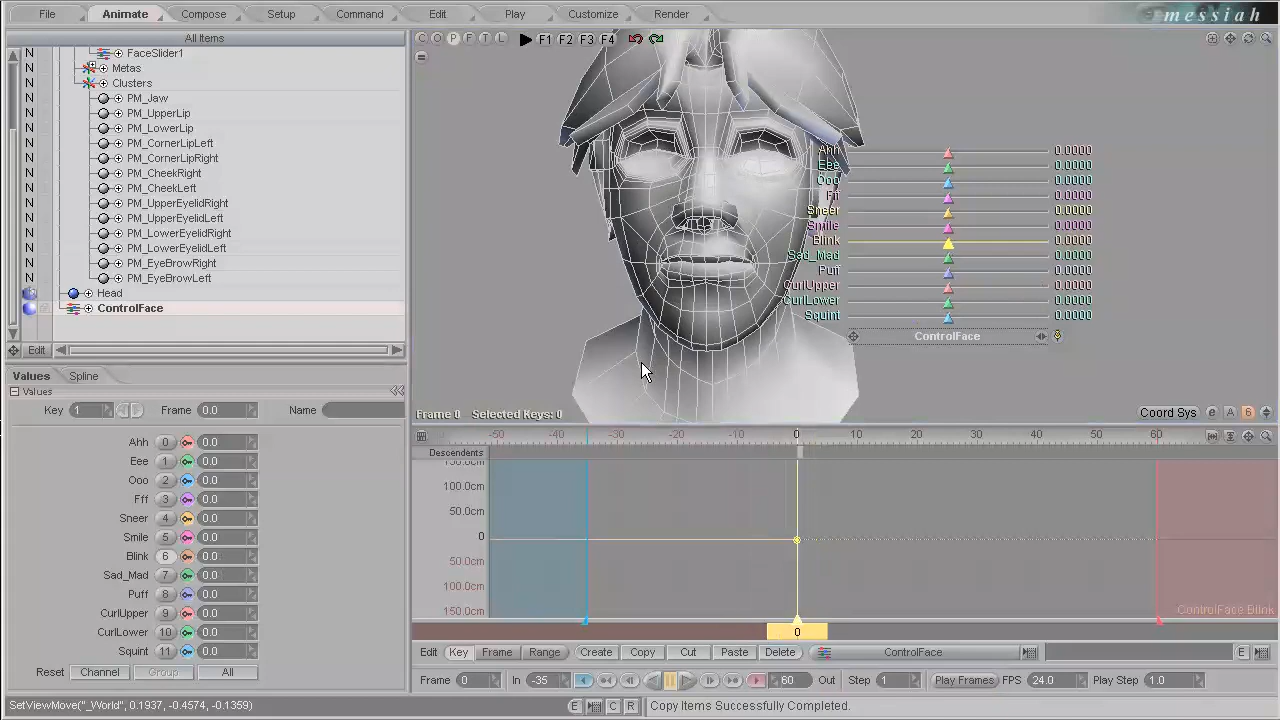 File Animate Compose Setup Command Edit Play Customize Render messiah
All Items
C O P F T L F1 F2 F3 F4
N FaceSlider1
N Metas
N Clusters
N PM_Jaw
N PM_UpperLip
N PM_LowerLip
N PM_CornerLipLeft
N PM_CornerLipRight
N PM_CheekRight
N PM_CheekLeft
N PM_UpperEyelidRight
N PM_UpperEyelidLeft
N PM_LowerEyelidRight
N PM_LowerEyelidLeft
N PM_EyeBrowRight
N PM_EyeBrowLeft
Head
ControlFace
Edit
Ahh 0.0000
Eee 0.0000
Ooo 0.0000
Fff 0.0000
Sneer 0.0000
Smile 0.0000
Blink 0.0000
Sad_Mad 0.0000
Puff 0.0000
CurlUpper 0.0000
CurlLower 0.0000
Squint 0.0000
ControlFace
Values Spline
Values
Key 1 Frame 0.0 Name
Ahh 0 0.0
Eee 1 0.0
Ooo 2 0.0
Fff 3 0.0
Sneer 4 0.0
Smile 5 0.0
Blink 6 0.0
Sad_Mad 7 0.0
Puff 8 0.0
CurlUpper 9 0.0
CurlLower 10 0.0
Squint 11 0.0
Reset Channel Group All
Frame 0 Selected Keys: 0 Coord Sys e A 6
-50 -30 -20 -10 0 10 20 30 40 50 60
Descendents
150.0cm
100.0cm
50.0cm
0
50.0cm
100.0cm
150.0cm
ControlFace Blink
0
Edit Key Frame Range Create Copy Cut Paste Delete ControlFace E
Frame 0 In -35 60 Out Step 1 Play Frames FPS 24.0 Play Step 1.0
SetViewMove("_World", 0.1937, -0.4574, -0.1359) E C R Copy Items Successfully Completed.